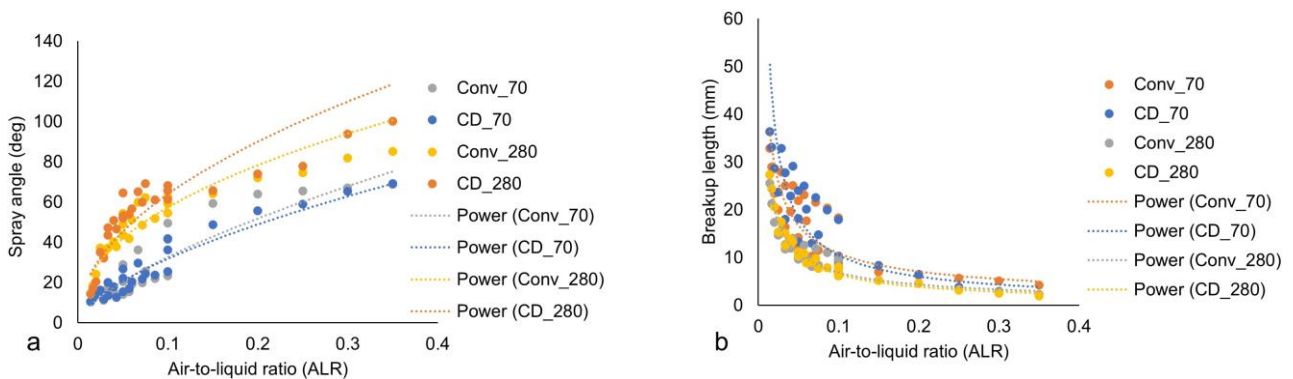 140
120
100
80
60
40
20
0
Spray angle (deg)
0
0.1
0.2
0.3
0.4
Air-to-liquid ratio (ALR)
a
Conv_70
CD_70
Conv_280
CD_280
Power (Conv_70)
Power (CD_70)
Power (Conv_280)
Power (CD_280)
60
50
40
30
20
10
0
Breakup length (mm)
0
0.1
0.2
0.3
0.4
Air-to-liquid ratio (ALR)
b
Conv_70
CD_70
Conv_280
CD_280
Power (Conv_70)
Power (CD_70)
Power (Conv_280)
Power (CD_280)